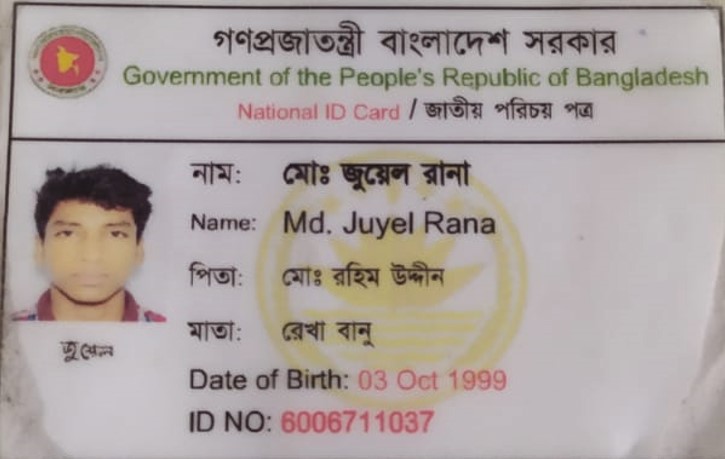 গণপ্রজাতন্ত্রী বাংলাদেশ সরকার
Government of the People's Republic of Bangladesh
National ID Card / জাতীয় পরিচয় পত্র
নাম: মোঃ জুয়েল রানা
Name: Md. Juyel Rana
পিতা: মোঃ রহিম উদ্দীন
মাতা: রেখা বানু
জুয়েল
Date of Birth: 03 Oct 1999
ID NO: 6006711037